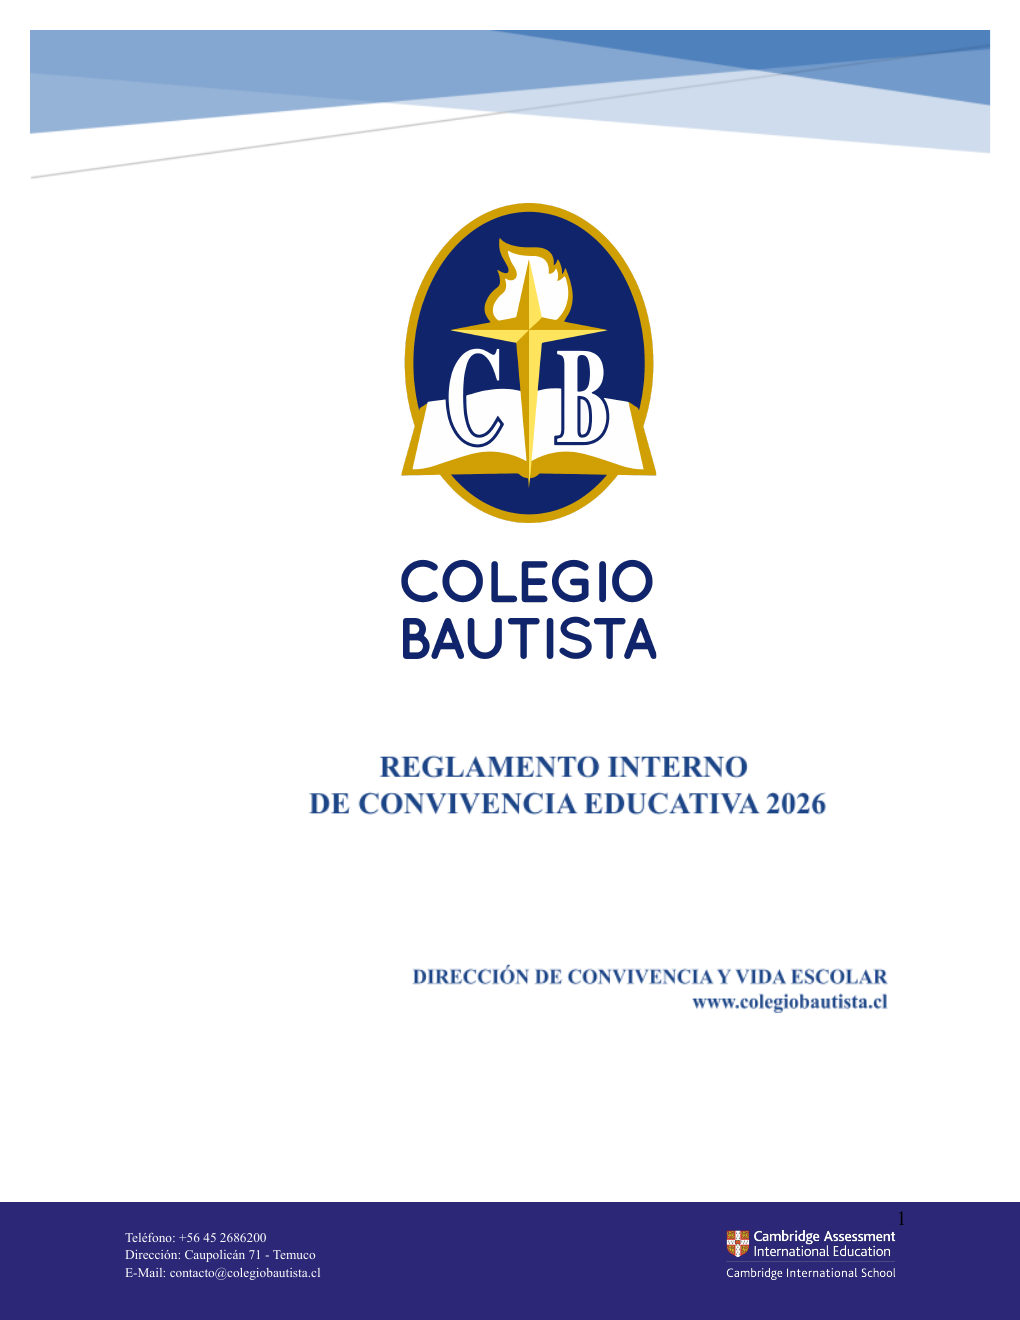 C B
COLEGIO
BAUTISTA
REGLAMENTO INTERNO
DE CONVIVENCIA EDUCATIVA 2026
DIRECCIÓN DE CONVIVENCIA Y VIDA ESCOLAR
www.colegiobautista.cl
1
Teléfono: +56 45 2686200
Dirección: Caupolicán 71 - Temuco
E-Mail: contacto@colegiobautista.cl
Cambridge Assessment
International Education
Cambridge International School